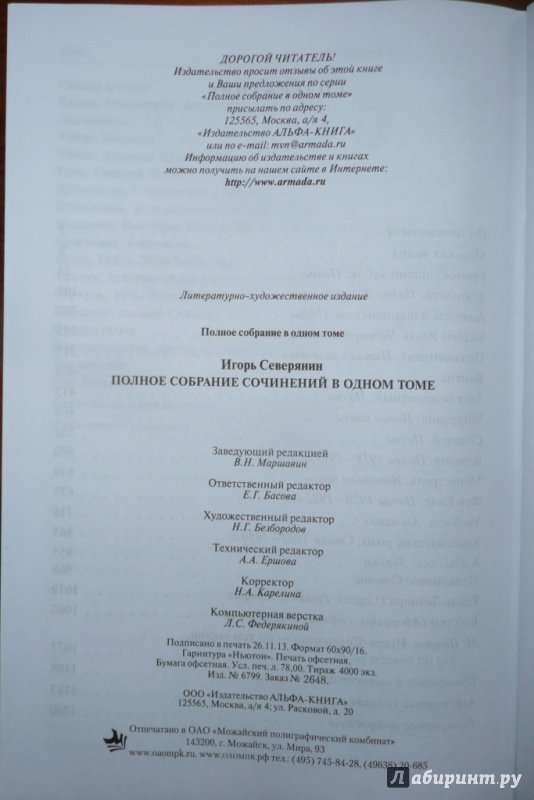 ДОРОГОЙ ЧИТАТЕЛЬ!
Издательство просит отзывы об этой книге
и Ваши предложения по серии
«Полное собрание в одном томе»
присылать по адресу:
125565, Москва, а/я 4,
«Издательство АЛЬФА-КНИГА»
или по e-mail: mvn@armada.ru
Информацию об издательстве и книгах
можно получить на нашем сайте в Интернете:
http://www.armada.ru
Литературно-художественное издание
Полное собрание в одном томе
Игорь Северянин
ПОЛНОЕ СОБРАНИЕ СОЧИНЕНИЙ В ОДНОМ ТОМЕ
Заведующий редакцией
В.Н. Маршавин
Ответственный редактор
Е.Г. Басова
Художественный редактор
Н.Г. Безбородов
Технический редактор
А.А. Ершова
Корректор
Н.А. Карелина
Компьютерная верстка
Л.С. Федерякиной
Подписано в печать 26.11.13. Формат 60х90/16.
Гарнитура «Ньютон». Печать офсетная.
Бумага офсетная. Усл. печ. л. 78,00. Тираж 4000 экз.
Изд. № 6799. Заказ № 2648.
ООО «Издательство АЛЬФА-КНИГА»
125565, Москва, а/я 4; ул. Расковой, д. 20
Отпечатано в ОАО «Можайский полиграфический комбинат»
143200, г. Можайск, ул. Мира, 93
www.oaompk.ru, www.оаомпк.рф тел.: (495) 745-84-28, (49638) 20-685
Лабиринт.ру